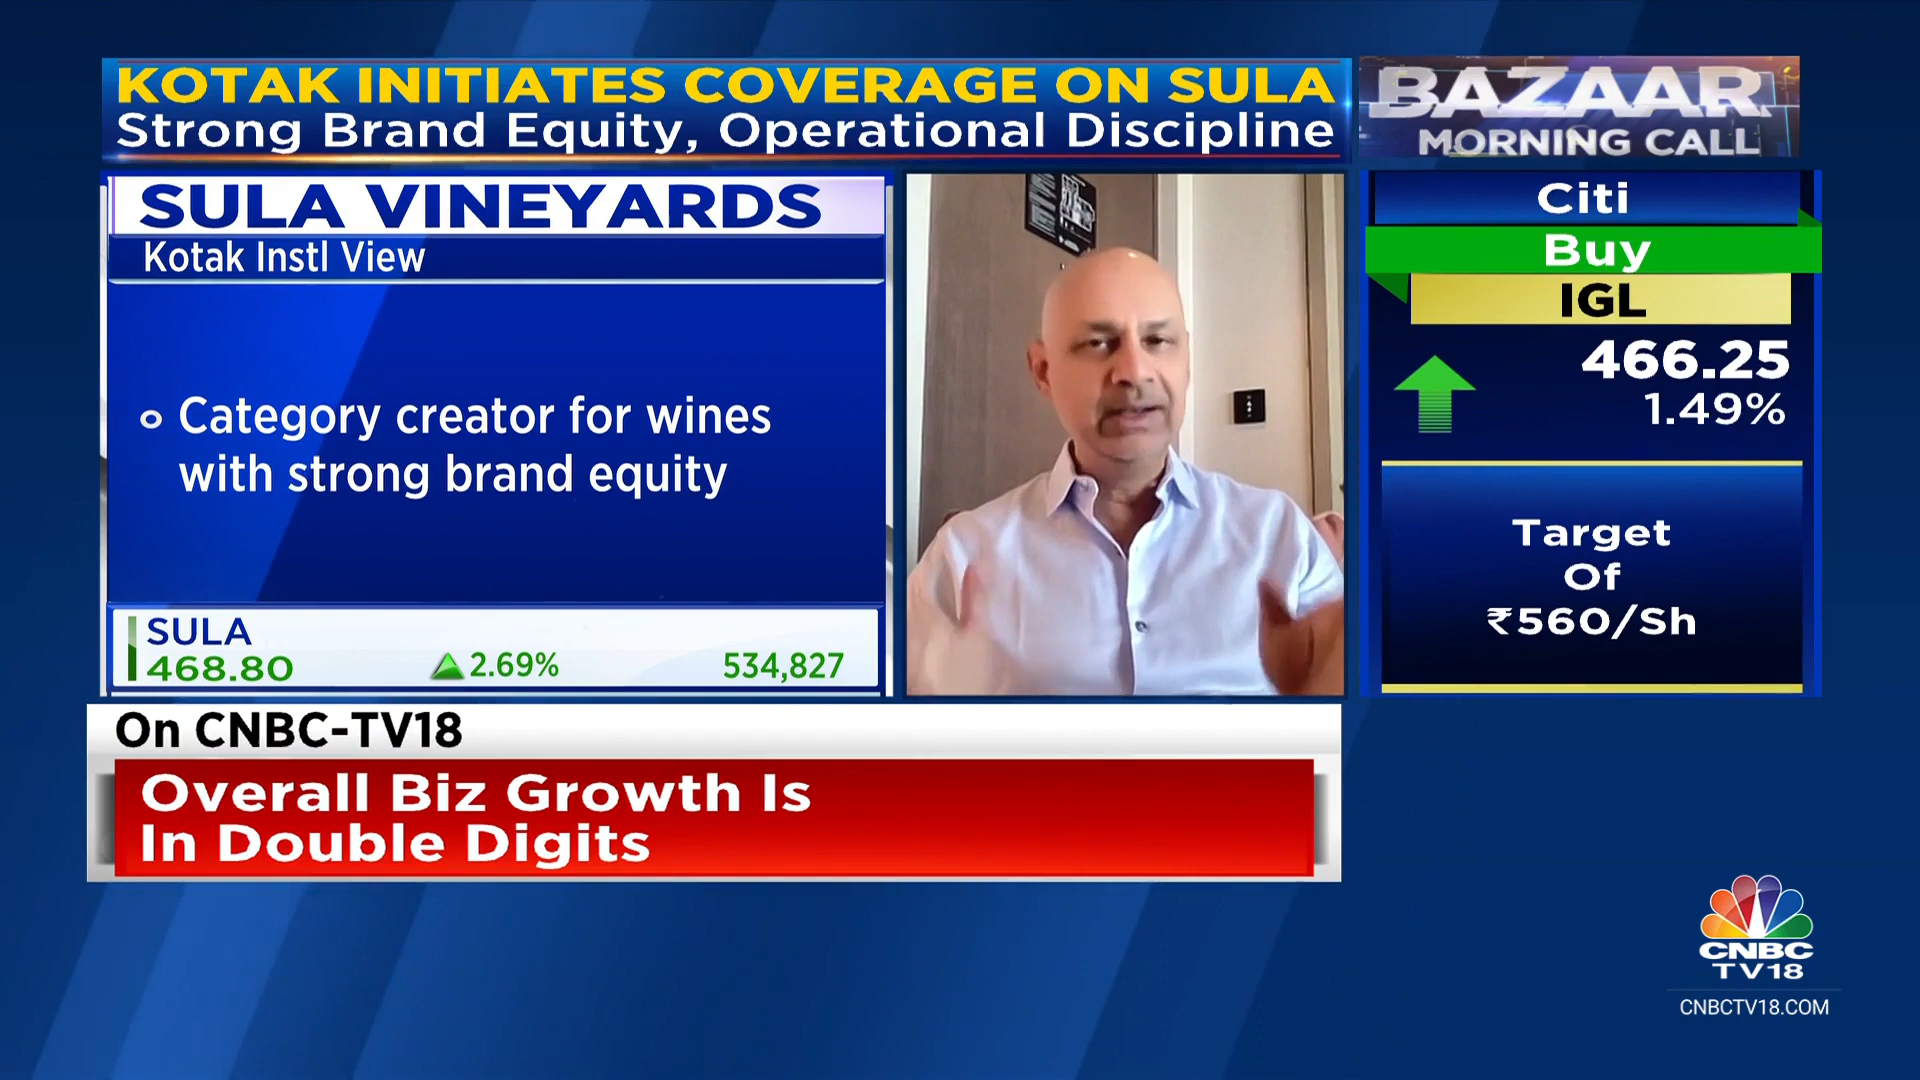 KOTAK INITIATES COVERAGE ON SULA
Strong Brand Equity, Operational Discipline
BAZAAR
MORNING CALL
SULA VINEYARDS
Kotak Instl View
Category creator for wines
with strong brand equity
SULA
468.80 2.69% 534,827
Citi
Buy
IGL
466.25
1.49%
Target
Of
₹560/Sh
On CNBC-TV18
Overall Biz Growth Is
In Double Digits
CNBC
TV18
CNBCTV18.COM